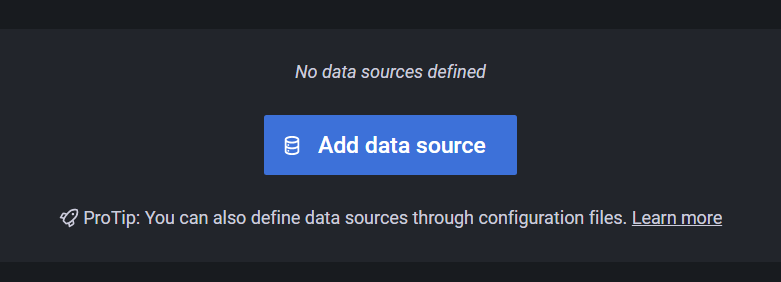 No data sources defined
Add data source
ProTip: You can also define data sources through configuration files. Learn more